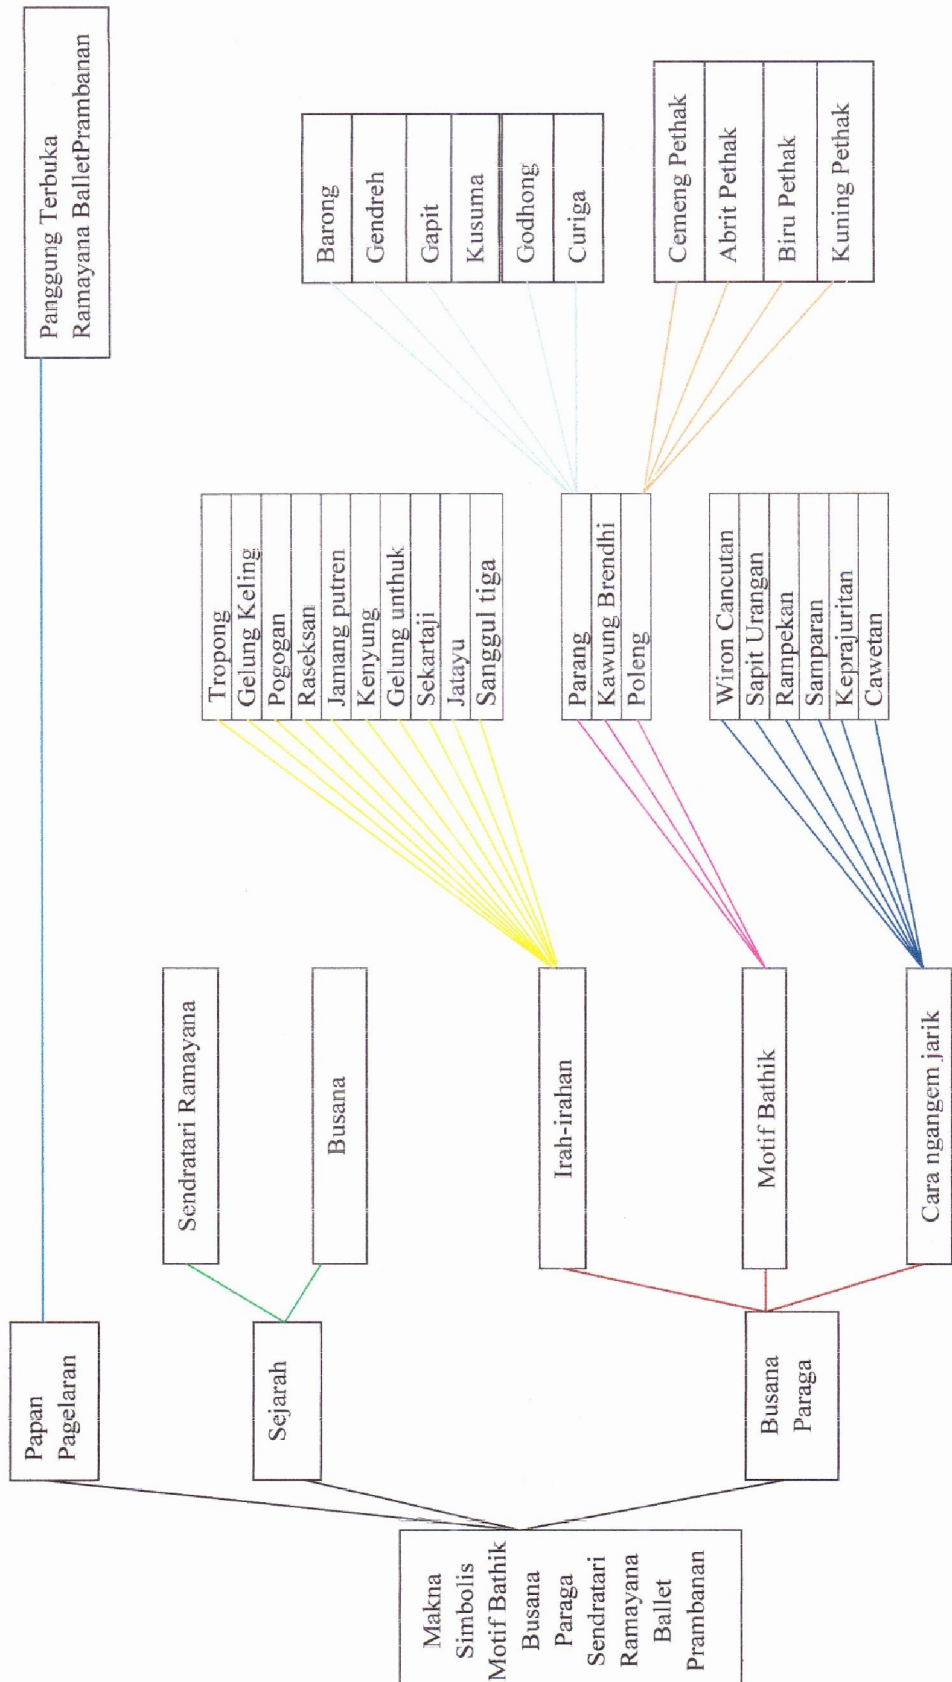 Makna
Simbolis
Motif Bathik
Busana
Paraga
Sendratari
Ramayana
Ballet
Prambanan
Papan
Pagelaran
Panggung Terbuka
Ramayana BalletPrambanan
Sejarah
Sendratari Ramayana
Busana
Busana
Paraga
Irah-irahan
Tropong
Gelung Keling
Pogogan
Raseksan
Jamang putren
Kenyung
Gelung unthuk
Sekartaji
Jatayu
Sanggul tiga
Motif Bathik
Parang
Kawung Brendhi
Poleng
Barong
Gendreh
Gapit
Kusuma
Godhong
Curiga
Cemeng Pethak
Abrit Pethak
Biru Pethak
Kuning Pethak
Cara ngangem jarik
Wiron Cancutan
Sapit Urangan
Rampekan
Samparan
Keprajuritan
Cawetan